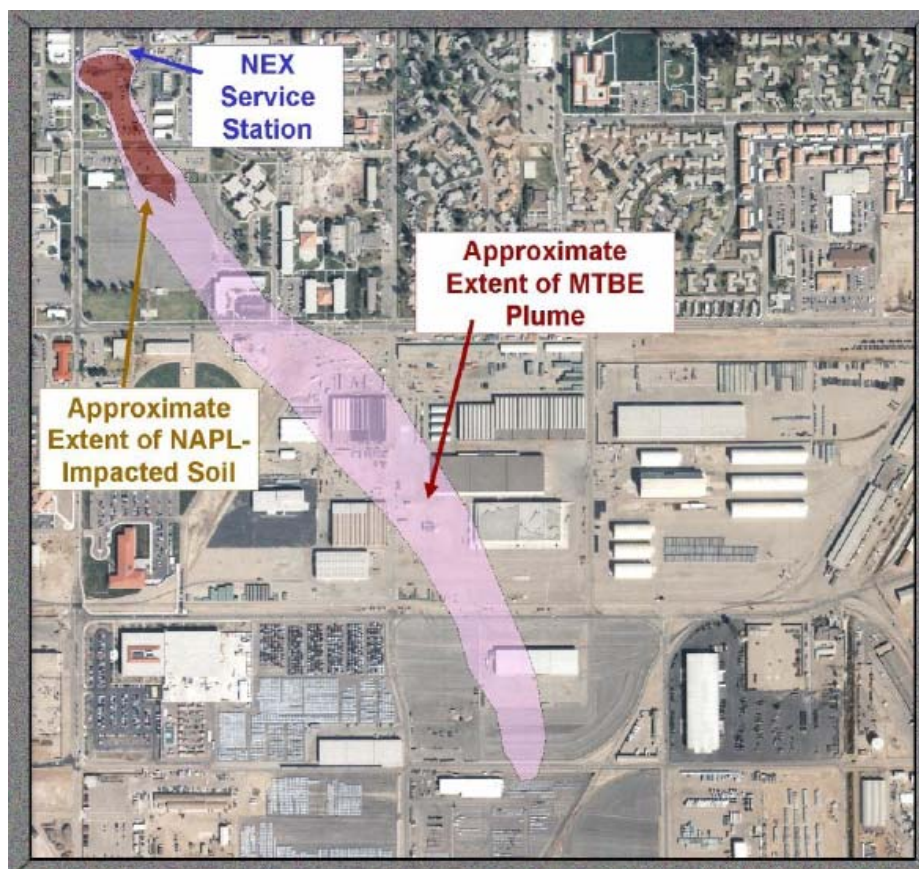 NEX
Service
Station
Approximate
Extent of MTBE
Plume
Approximate
Extent of NAPL-
Impacted Soil